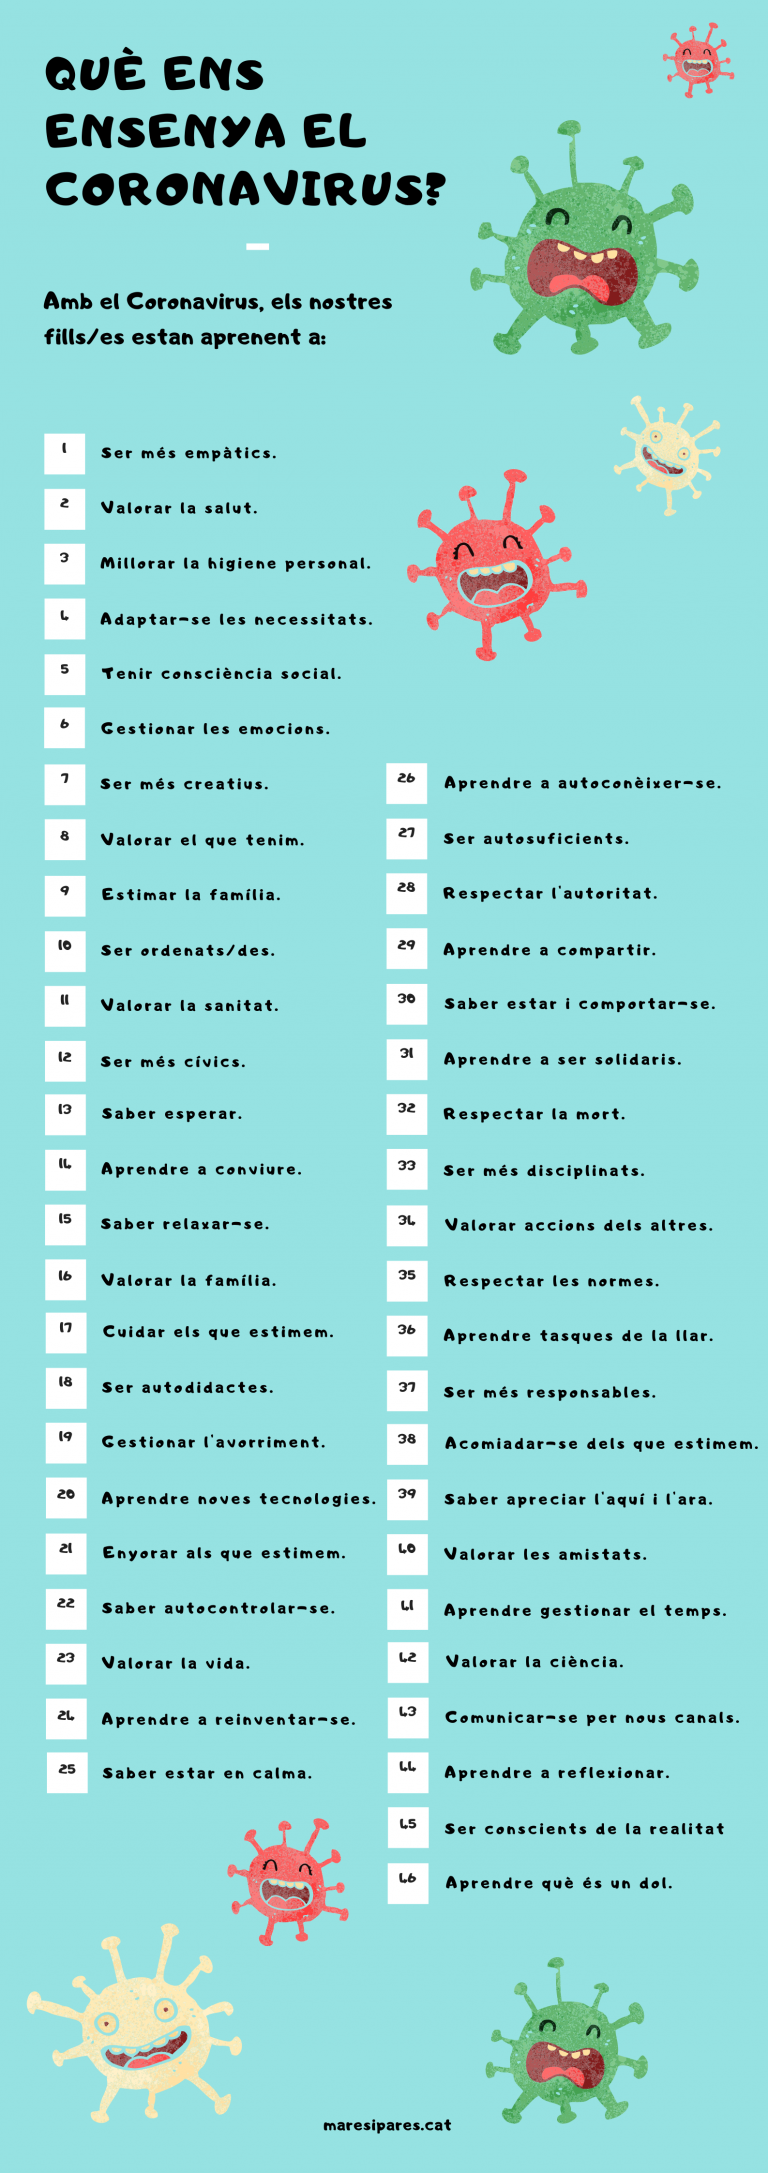 QUÈ ENS
ENSENYA EL
CORONAVIRUS?
Amb el Coronavirus, els nostres
fills/es estan aprenent a:
1 Ser més empàtics.
2 Valorar la salut.
3 Millorar la higiene personal.
4 Adaptar-se les necessitats.
5 Tenir consciència social.
6 Gestionar les emocions.
7 Ser més creatius.
8 Valorar el que tenim.
9 Estimar la família.
10 Ser ordenats/des.
11 Valorar la sanitat.
12 Ser més cívics.
13 Saber esperar.
14 Aprendre a conviure.
15 Saber relaxar-se.
16 Valorar la família.
17 Cuidar els que estimem.
18 Ser autodidactes.
19 Gestionar l'avorriment.
20 Aprendre noves tecnologies.
21 Enyorar als que estimem.
22 Saber autocontrolar-se.
23 Valorar la vida.
24 Aprendre a reinventar-se.
25 Saber estar en calma.
26 Aprendre a autoconèixer-se.
27 Ser autosuficients.
28 Respectar l'autoritat.
29 Aprendre a compartir.
30 Saber estar i comportar-se.
31 Aprendre a ser solidaris.
32 Respectar la mort.
33 Ser més disciplinats.
34 Valorar accions dels altres.
35 Respectar les normes.
36 Aprendre tasques de la llar.
37 Ser més responsables.
38 Acomiadar-se dels que estimem.
39 Saber apreciar l'aquí i l'ara.
40 Valorar les amistats.
41 Aprendre gestionar el temps.
42 Valorar la ciència.
43 Comunicar-se per nous canals.
44 Aprendre a reflexionar.
45 Ser conscients de la realitat
46 Aprendre què és un dol.
maresipares.cat